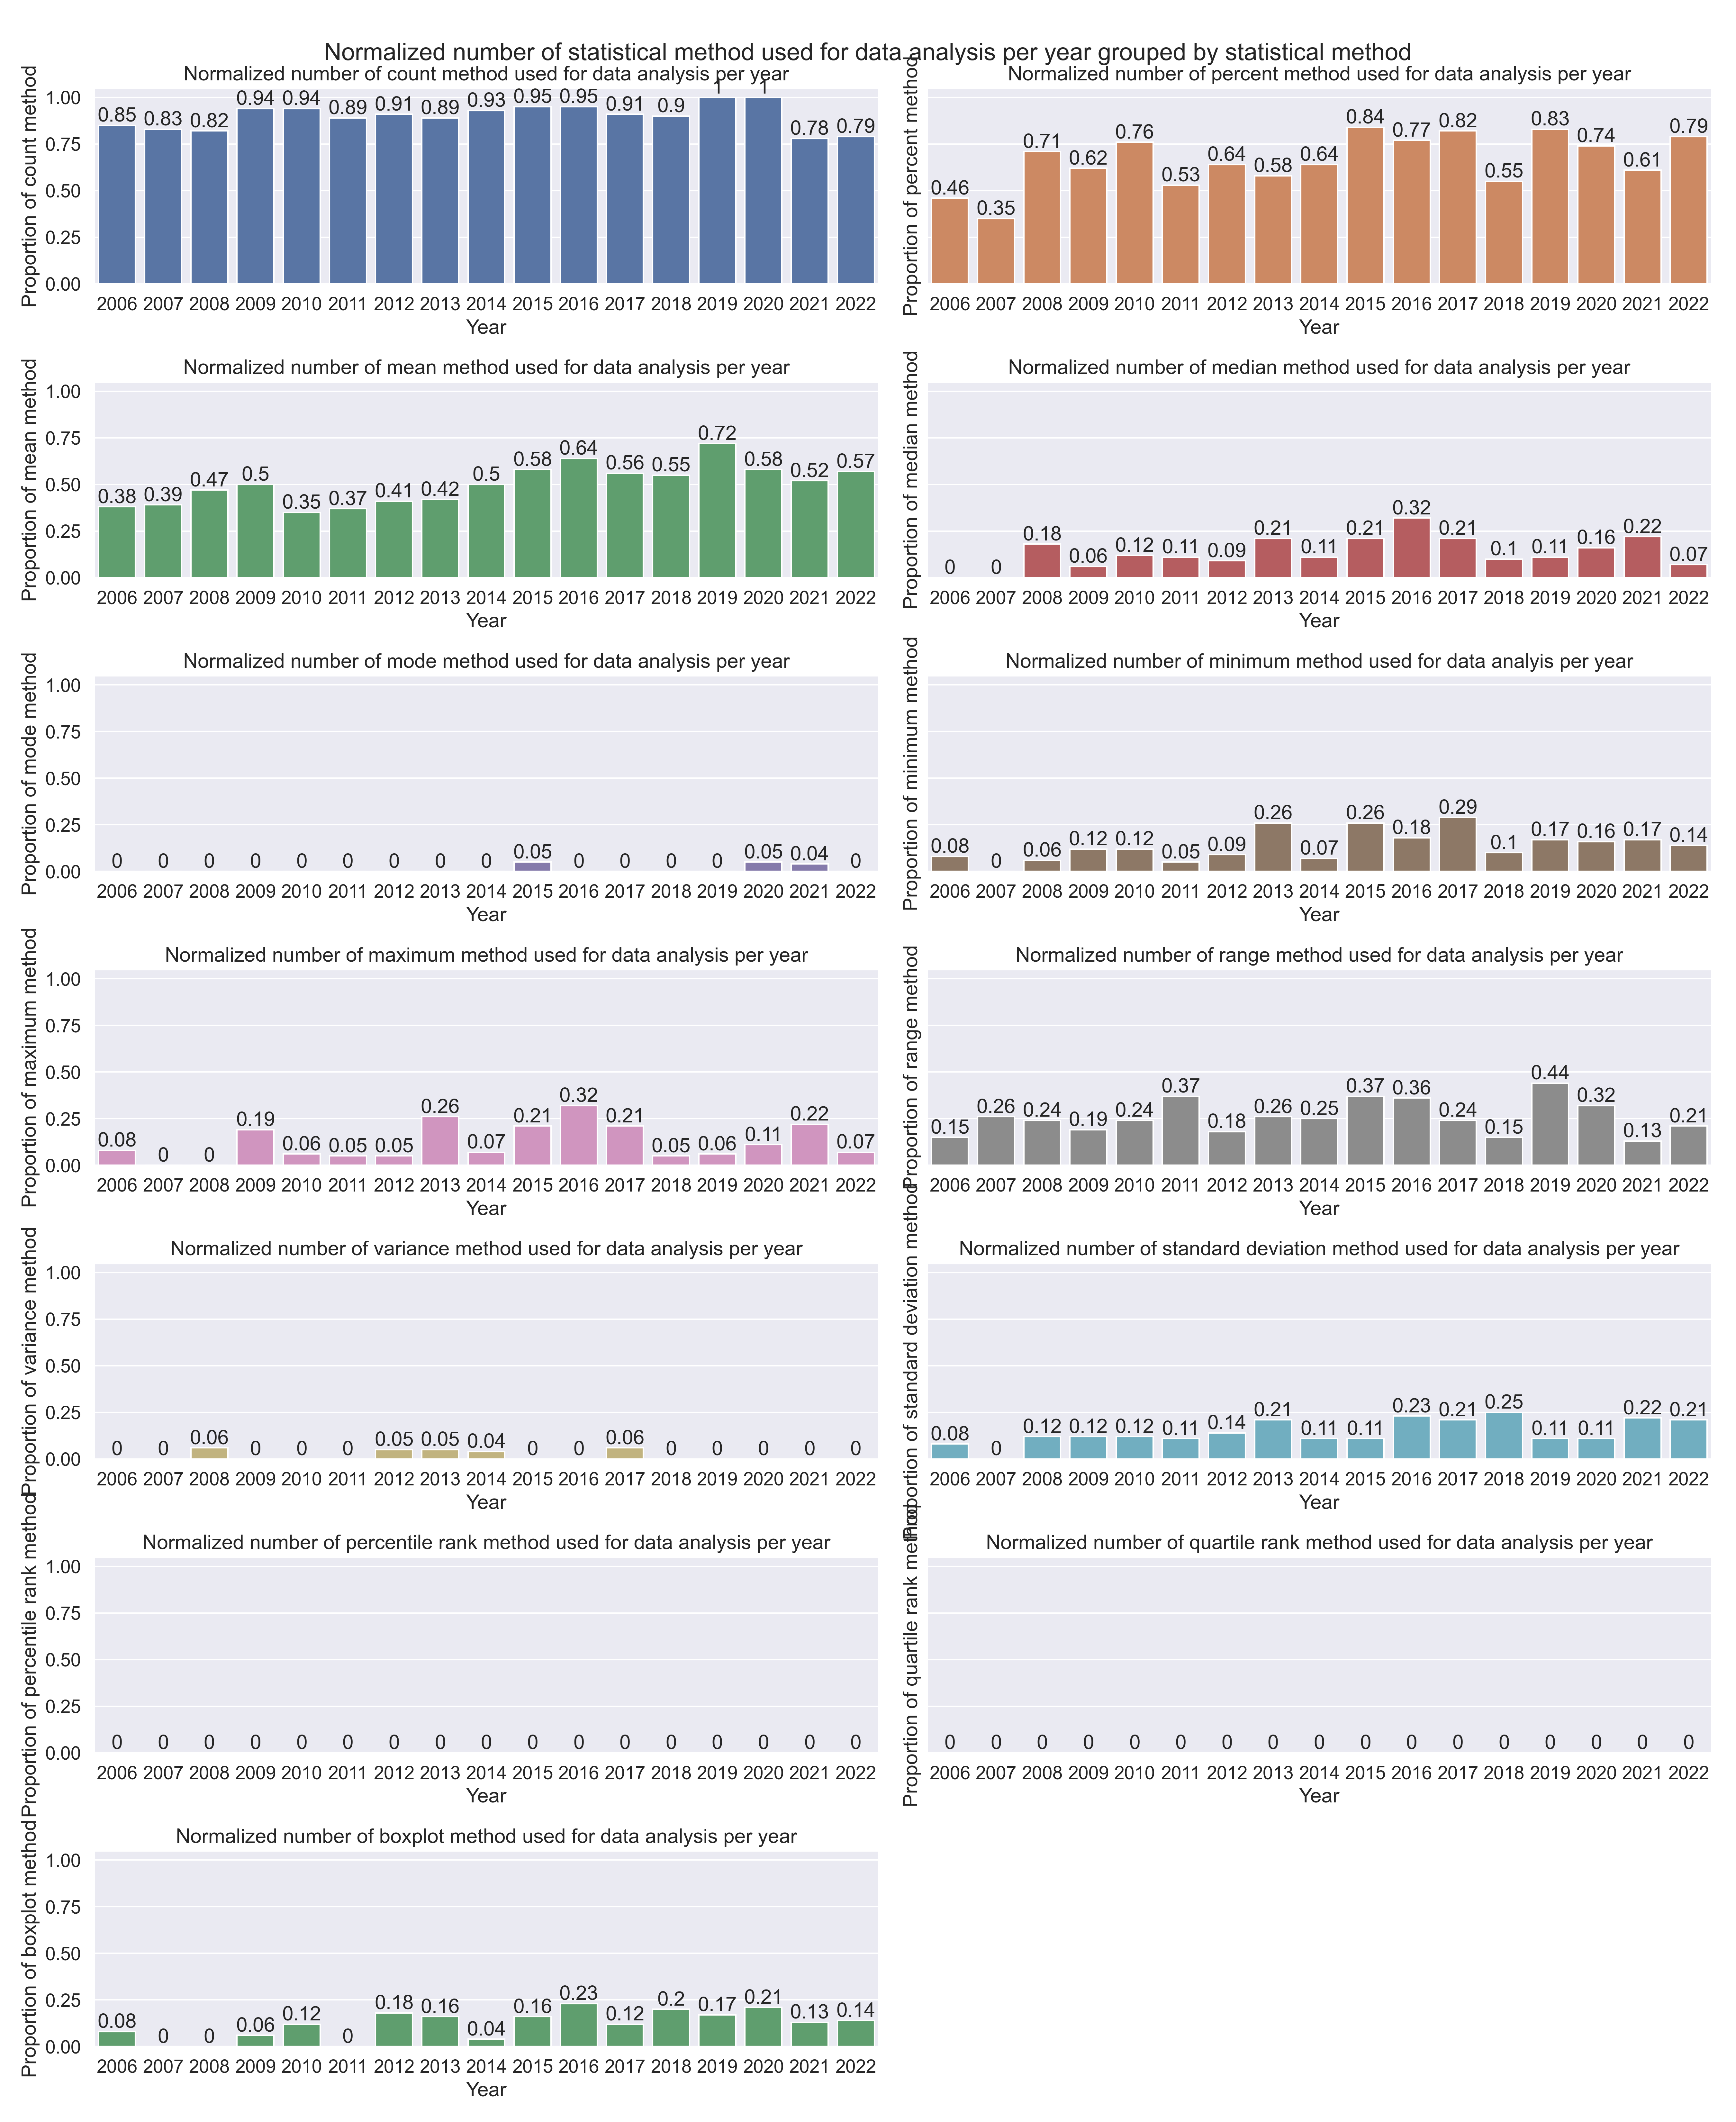 Normalized number of statistical method used for data analysis per year grouped by statistical method
Normalized number of count method used for data analysis per year
Proportion of count method
1.00
0.75
0.50
0.25
0.00
0.85 0.83 0.82 0.94 0.94 0.89 0.91 0.89 0.93 0.95 0.95 0.91 0.9 1 1 0.78 0.79
2006 2007 2008 2009 2010 2011 2012 2013 2014 2015 2016 2017 2018 2019 2020 2021 2022
Year
Normalized number of percent method used for data analysis per year
Proportion of percent method
0.46 0.35 0.71 0.62 0.76 0.53 0.64 0.58 0.64 0.84 0.77 0.82 0.55 0.83 0.74 0.61 0.79
2006 2007 2008 2009 2010 2011 2012 2013 2014 2015 2016 2017 2018 2019 2020 2021 2022
Year
Normalized number of mean method used for data analysis per year
Proportion of mean method
1.00
0.75
0.50
0.25
0.00
0.38 0.39 0.47 0.5 0.35 0.37 0.41 0.42 0.5 0.58 0.64 0.56 0.55 0.72 0.58 0.52 0.57
2006 2007 2008 2009 2010 2011 2012 2013 2014 2015 2016 2017 2018 2019 2020 2021 2022
Year
Normalized number of median method used for data analysis per year
Proportion of median method
0 0 0.18 0.06 0.12 0.11 0.09 0.21 0.11 0.21 0.32 0.21 0.1 0.11 0.16 0.22 0.07
2006 2007 2008 2009 2010 2011 2012 2013 2014 2015 2016 2017 2018 2019 2020 2021 2022
Year
Normalized number of mode method used for data analysis per year
Proportion of mode method
1.00
0.75
0.50
0.25
0.00
0 0 0 0 0 0 0 0 0 0.05 0 0 0 0 0.05 0.04 0
2006 2007 2008 2009 2010 2011 2012 2013 2014 2015 2016 2017 2018 2019 2020 2021 2022
Year
Normalized number of minimum method used for data analyis per year
Proportion of minimum method
0.08 0 0.06 0.12 0.12 0.05 0.09 0.26 0.07 0.26 0.18 0.29 0.1 0.17 0.16 0.17 0.14
2006 2007 2008 2009 2010 2011 2012 2013 2014 2015 2016 2017 2018 2019 2020 2021 2022
Year
Normalized number of maximum method used for data analysis per year
Proportion of maximum method
1.00
0.75
0.50
0.25
0.00
0.08 0 0 0.19 0.06 0.05 0.05 0.26 0.07 0.21 0.32 0.21 0.05 0.06 0.11 0.22 0.07
2006 2007 2008 2009 2010 2011 2012 2013 2014 2015 2016 2017 2018 2019 2020 2021 2022
Year
Normalized number of range method used for data analysis per year
Proportion of range method
0.15 0.26 0.24 0.19 0.24 0.37 0.18 0.26 0.25 0.37 0.36 0.24 0.15 0.44 0.32 0.13 0.21
2006 2007 2008 2009 2010 2011 2012 2013 2014 2015 2016 2017 2018 2019 2020 2021 2022
Year
Normalized number of variance method used for data analysis per year
Proportion of variance method
1.00
0.75
0.50
0.25
0.00
0 0 0.06 0 0 0 0.05 0.05 0.04 0 0 0.06 0 0 0 0 0
2006 2007 2008 2009 2010 2011 2012 2013 2014 2015 2016 2017 2018 2019 2020 2021 2022
Year
Normalized number of standard deviation method used for data analysis per year
Proportion of standard deviation method
0.08 0 0.12 0.12 0.12 0.11 0.14 0.21 0.11 0.11 0.23 0.21 0.25 0.11 0.11 0.22 0.21
2006 2007 2008 2009 2010 2011 2012 2013 2014 2015 2016 2017 2018 2019 2020 2021 2022
Year
Normalized number of percentile rank method used for data analysis per year
Proportion of percentile rank method
1.00
0.75
0.50
0.25
0.00
0 0 0 0 0 0 0 0 0 0 0 0 0 0 0 0 0
2006 2007 2008 2009 2010 2011 2012 2013 2014 2015 2016 2017 2018 2019 2020 2021 2022
Year
Normalized number of quartile rank method used for data analysis per year
Proportion of quartile rank method
0 0 0 0 0 0 0 0 0 0 0 0 0 0 0 0 0
2006 2007 2008 2009 2010 2011 2012 2013 2014 2015 2016 2017 2018 2019 2020 2021 2022
Year
Normalized number of boxplot method used for data analysis per year
Proportion of boxplot method
1.00
0.75
0.50
0.25
0.00
0.08 0 0 0.06 0.12 0 0.18 0.16 0.04 0.16 0.23 0.12 0.2 0.17 0.21 0.13 0.14
2006 2007 2008 2009 2010 2011 2012 2013 2014 2015 2016 2017 2018 2019 2020 2021 2022
Year